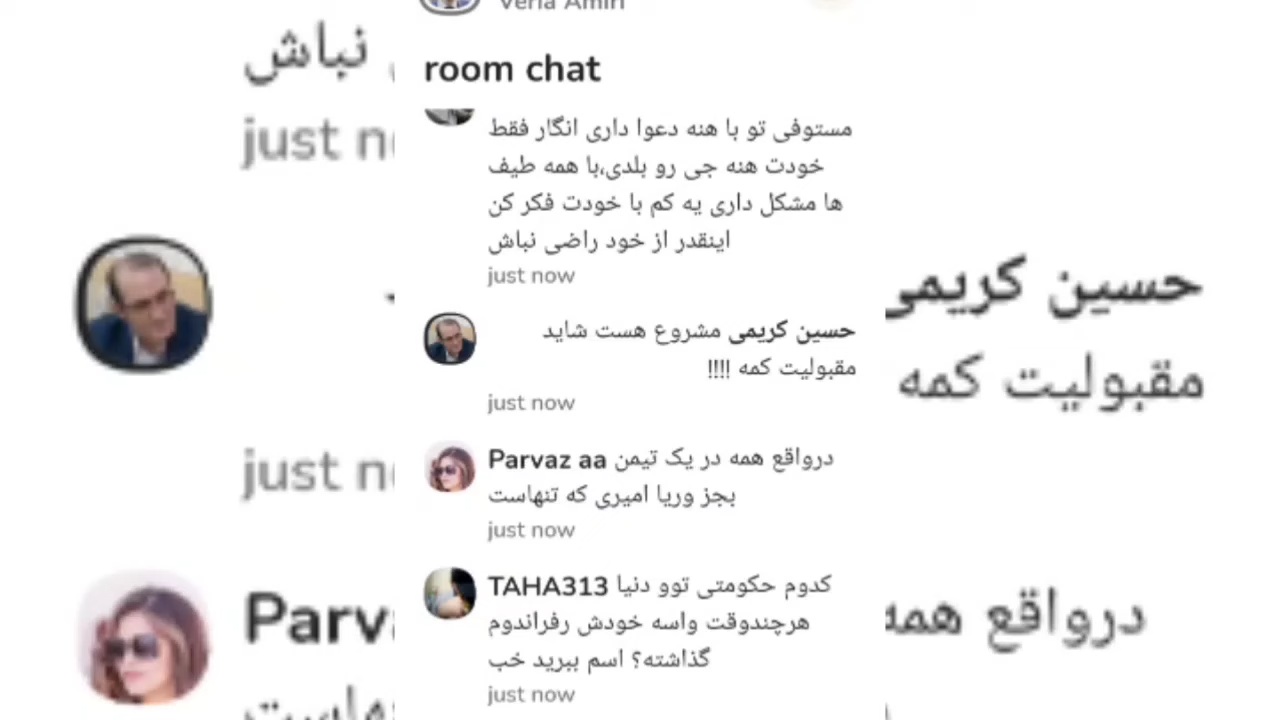 Veria Amiri
room chat
مستوفی تو با هنه دعوا داری انگار فقط
خودت هنه جی رو بلدی،با همه طیف
ها مشکل داری یه کم با خودت فکر کن
اینقدر از خود راضی نباش
just now
حسین کریمی مشروع هست شاید
مقبولیت کمه !!!!
just now
Parvaz aa درواقع همه در یک تیمن
بجز وریا امیری که تنهاست
just now
TAHA313 کدوم حکومتی توو دنیا
هرچندوقت واسه خودش رفراندوم
گذاشته؟ اسم ببرید خب
just now
نباش
just n
حسین کریمی
مقبولیت کمه
just n
Parv
درواقع همه